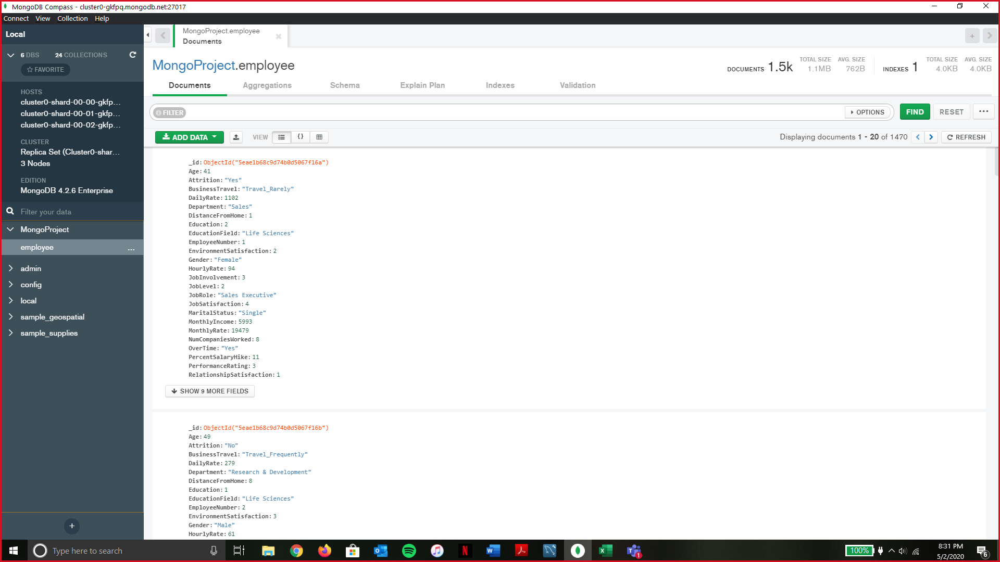 MongoDB Compass - cluster0-gkfpq.mongodb.net:27017
Connect View Collection Help
Local
6 DBS 24 COLLECTIONS
FAVORITE
HOSTS
cluster0-shard-00-00-gkfp...
cluster0-shard-00-01-gkfp...
cluster0-shard-00-02-gkfp...
CLUSTER
Replica Set (Cluster0-shar...
3 Nodes
EDITION
MongoDB 4.2.6 Enterprise
Filter your data
MongoProject
employee ...
admin
config
local
sample_geospatial
sample_supplies
+
MongoProject.employee
Documents
MongoProject.employee
DOCUMENTS 1.5k TOTAL SIZE 1.1MB AVG. SIZE 762B INDEXES 1 TOTAL SIZE 4.0KB AVG. SIZE 4.0KB
Documents Aggregations Schema Explain Plan Indexes Validation
FILTER OPTIONS FIND RESET ...
ADD DATA VIEW {} Displaying documents 1 - 20 of 1470 REFRESH
_id: ObjectId("5eae1b68c9d74b0d5067f16a")
Age: 41
Attrition: "Yes"
BusinessTravel: "Travel_Rarely"
DailyRate: 1102
Department: "Sales"
DistanceFromHome: 1
Education: 2
EducationField: "Life Sciences"
EmployeeNumber: 1
EnvironmentSatisfaction: 2
Gender: "Female"
HourlyRate: 94
JobInvolvement: 3
JobLevel: 2
JobRole: "Sales Executive"
JobSatisfaction: 4
MaritalStatus: "Single"
MonthlyIncome: 5993
MonthlyRate: 19479
NumCompaniesWorked: 8
OverTime: "Yes"
PercentSalaryHike: 11
PerformanceRating: 3
RelationshipSatisfaction: 1
SHOW 9 MORE FIELDS
_id: ObjectId("5eae1b68c9d74b0d5067f16b")
Age: 49
Attrition: "No"
BusinessTravel: "Travel_Frequently"
DailyRate: 279
Department: "Research & Development"
DistanceFromHome: 8
Education: 1
EducationField: "Life Sciences"
EmployeeNumber: 2
EnvironmentSatisfaction: 3
Gender: "Male"
HourlyRate: 61
Type here to search
100%
8:31 PM
5/2/2020
6
1